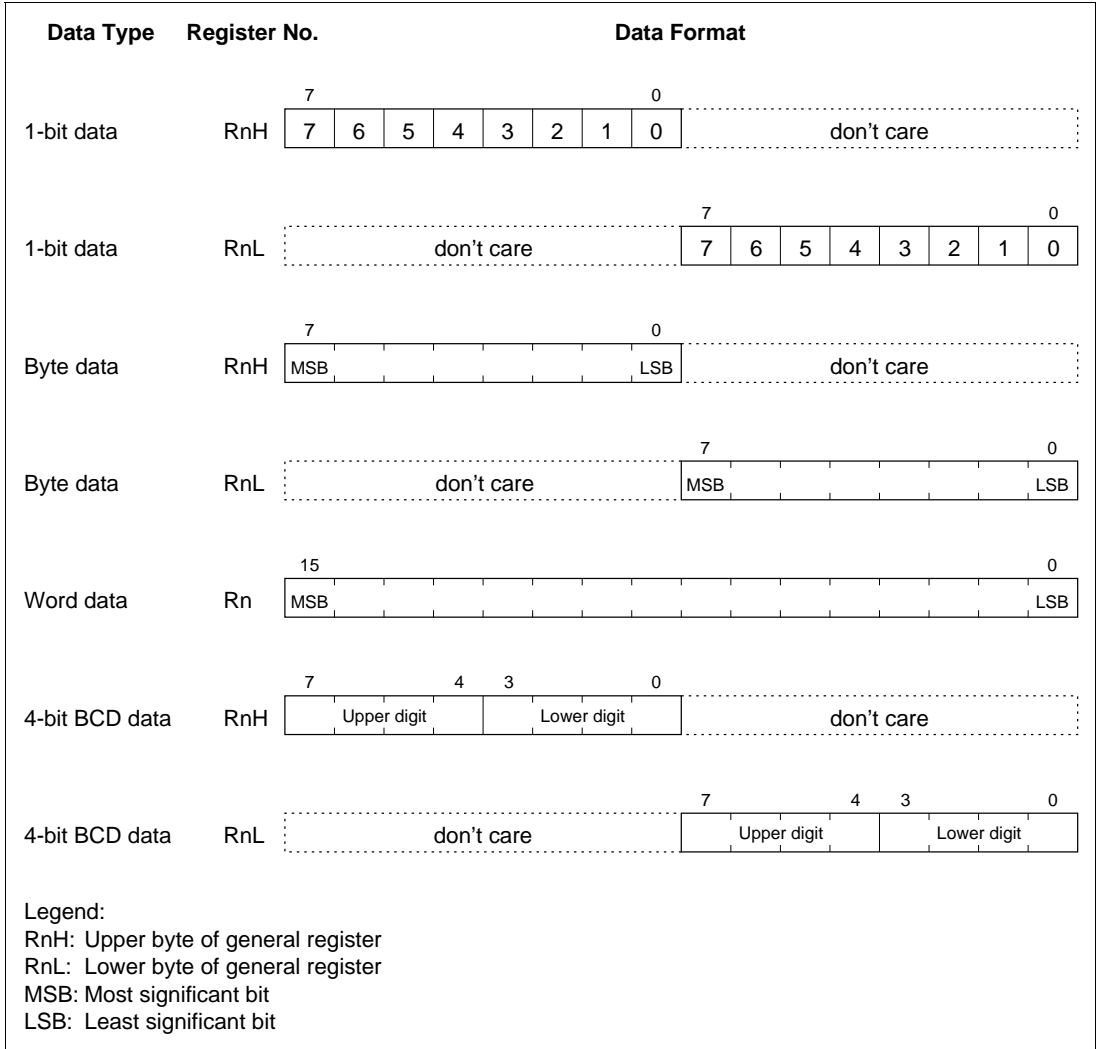 Data Type Register No. Data Format
7 0
1-bit data RnH 7 6 5 4 3 2 1 0 don't care
7 0
1-bit data RnL don't care 7 6 5 4 3 2 1 0
7 0
Byte data RnH MSB LSB don't care
7 0
Byte data RnL don't care MSB LSB
15 0
Word data Rn MSB LSB
7 4 3 0
4-bit BCD data RnH Upper digit Lower digit don't care
7 4 3 0
4-bit BCD data RnL don't care Upper digit Lower digit
Legend:
RnH: Upper byte of general register
RnL: Lower byte of general register
MSB: Most significant bit
LSB: Least significant bit